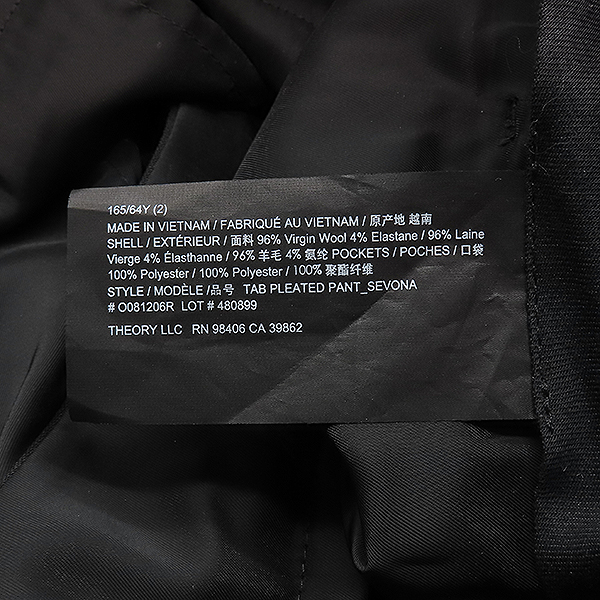 165/64Y (2)
MADE IN VIETNAM / FABRIQUÉ AU VIETNAM / 原产地 越南
SHELL / EXTÉRIEUR / 面料 96% Virgin Wool 4% Elastane / 96% Laine
Vierge 4% Élasthanne / 96% 羊毛 4% 氨纶 POCKETS / POCHES / 口袋
100% Polyester / 100% Polyester / 100% 聚酯纤维
STYLE / MODÈLE /品号 TAB PLEATED PANT_SEVONA
# O081206R LOT # 480899
THEORY LLC RN 98406 CA 39862